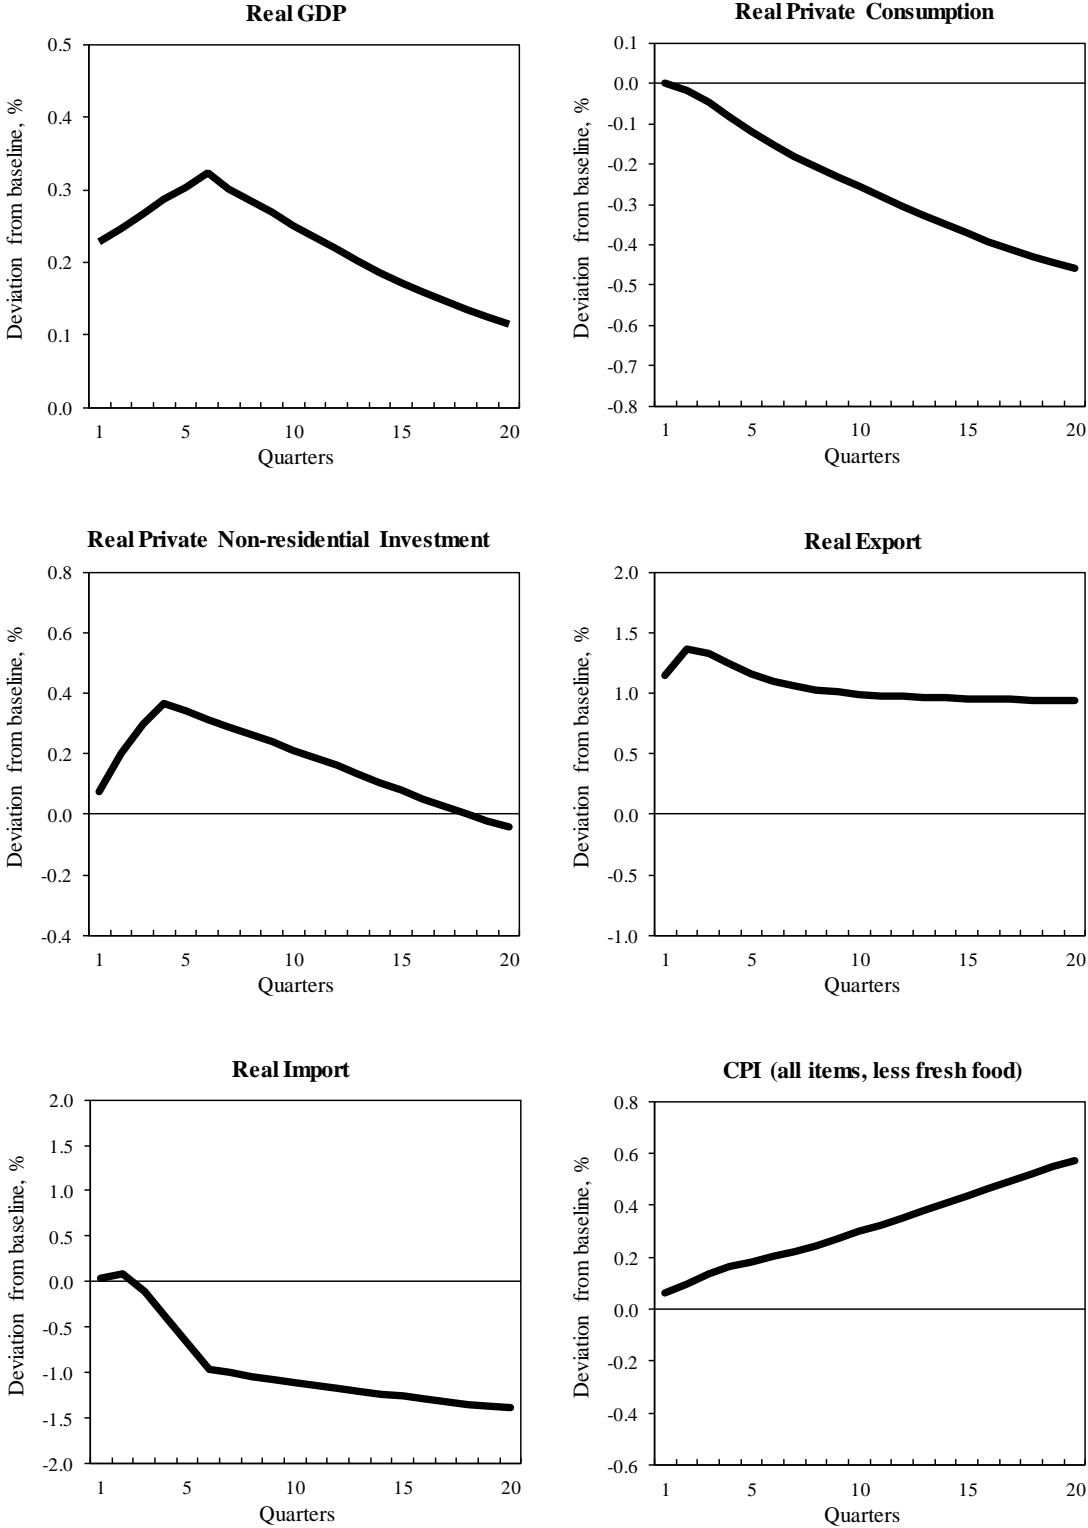 Real GDP
Deviation from baseline, %
0.5
0.4
0.3
0.2
0.1
0.0
1 5 10 15 20
Quarters
Real Private Consumption
Deviation from baseline, %
0.1
0.0
-0.1
-0.2
-0.3
-0.4
-0.5
-0.6
-0.7
-0.8
1 5 10 15 20
Quarters
Real Private Non-residential Investment
Deviation from baseline, %
0.8
0.6
0.4
0.2
0.0
-0.2
-0.4
1 5 10 15 20
Quarters
Real Export
Deviation from baseline, %
2.0
1.5
1.0
0.5
0.0
-0.5
-1.0
1 5 10 15 20
Quarters
Real Import
Deviation from baseline, %
2.0
1.5
1.0
0.5
0.0
-0.5
-1.0
-1.5
-2.0
1 5 10 15 20
Quarters
CPI (all items, less fresh food)
Deviation from baseline, %
0.8
0.6
0.4
0.2
0.0
-0.2
-0.4
-0.6
1 5 10 15 20
Quarters